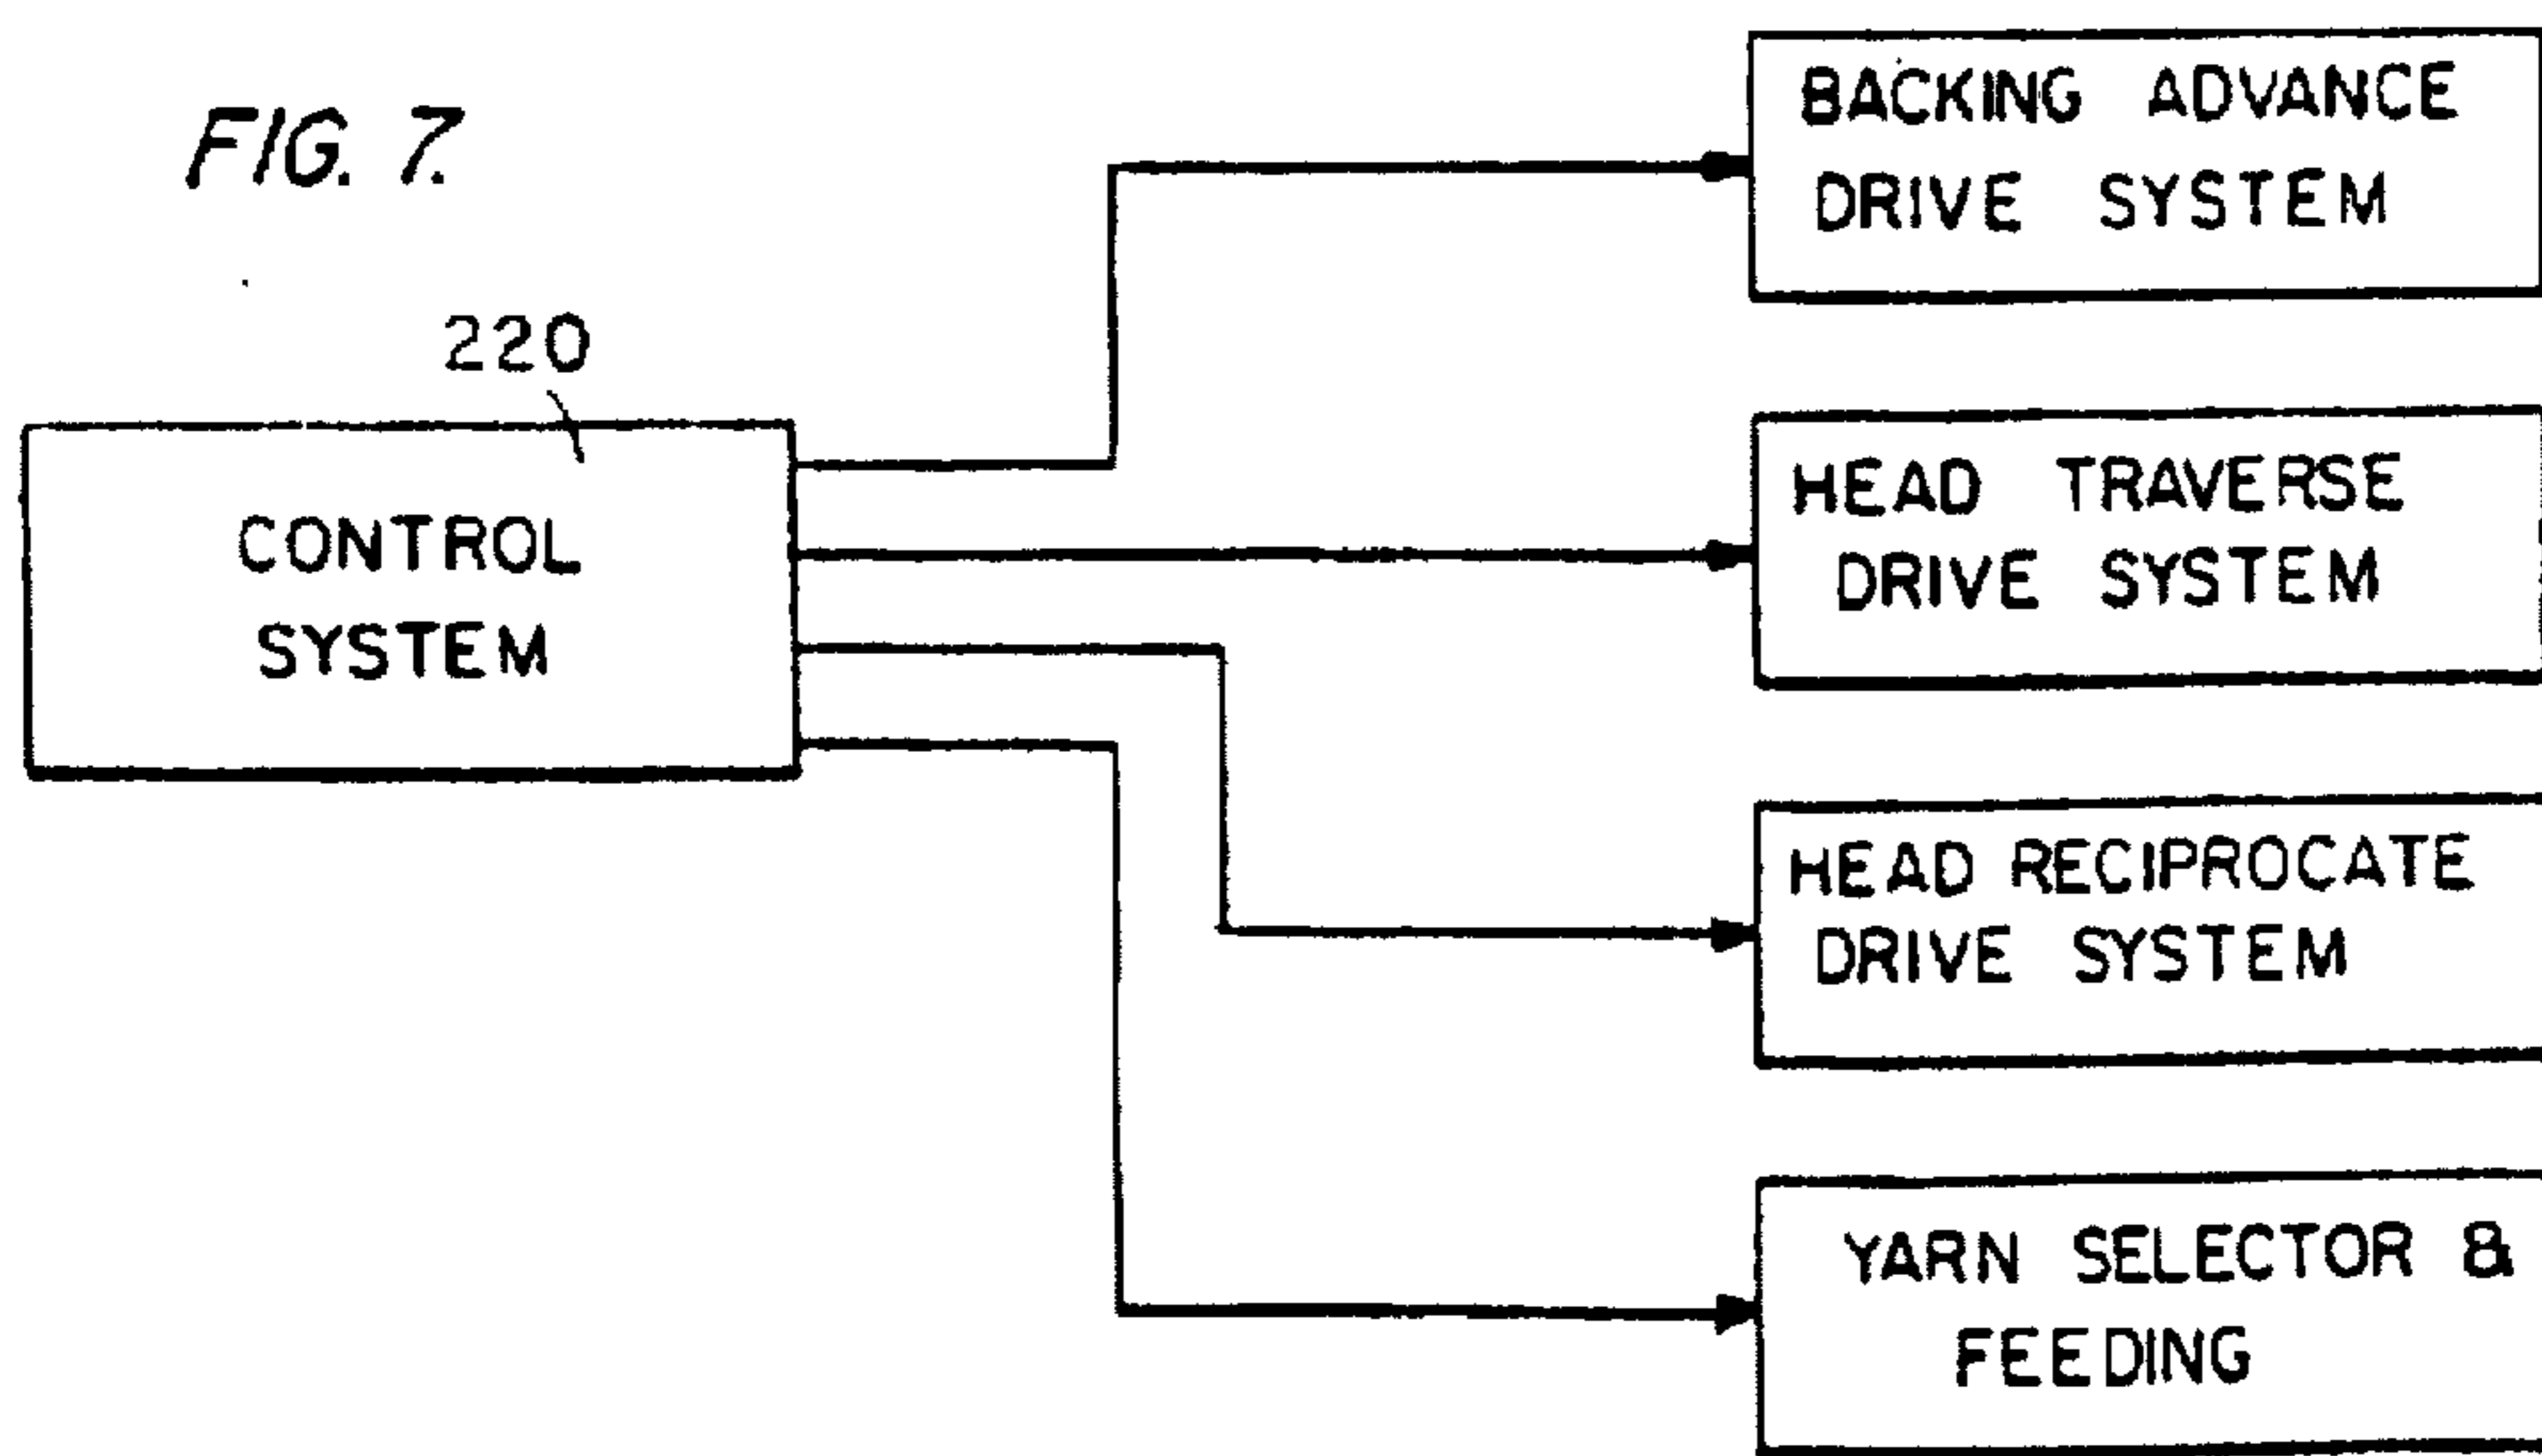 FIG. 7.
220
CONTROL
SYSTEM
BACKING ADVANCE
DRIVE SYSTEM
HEAD TRAVERSE
DRIVE SYSTEM
HEAD RECIPROCATE
DRIVE SYSTEM
YARN SELECTOR &
FEEDING